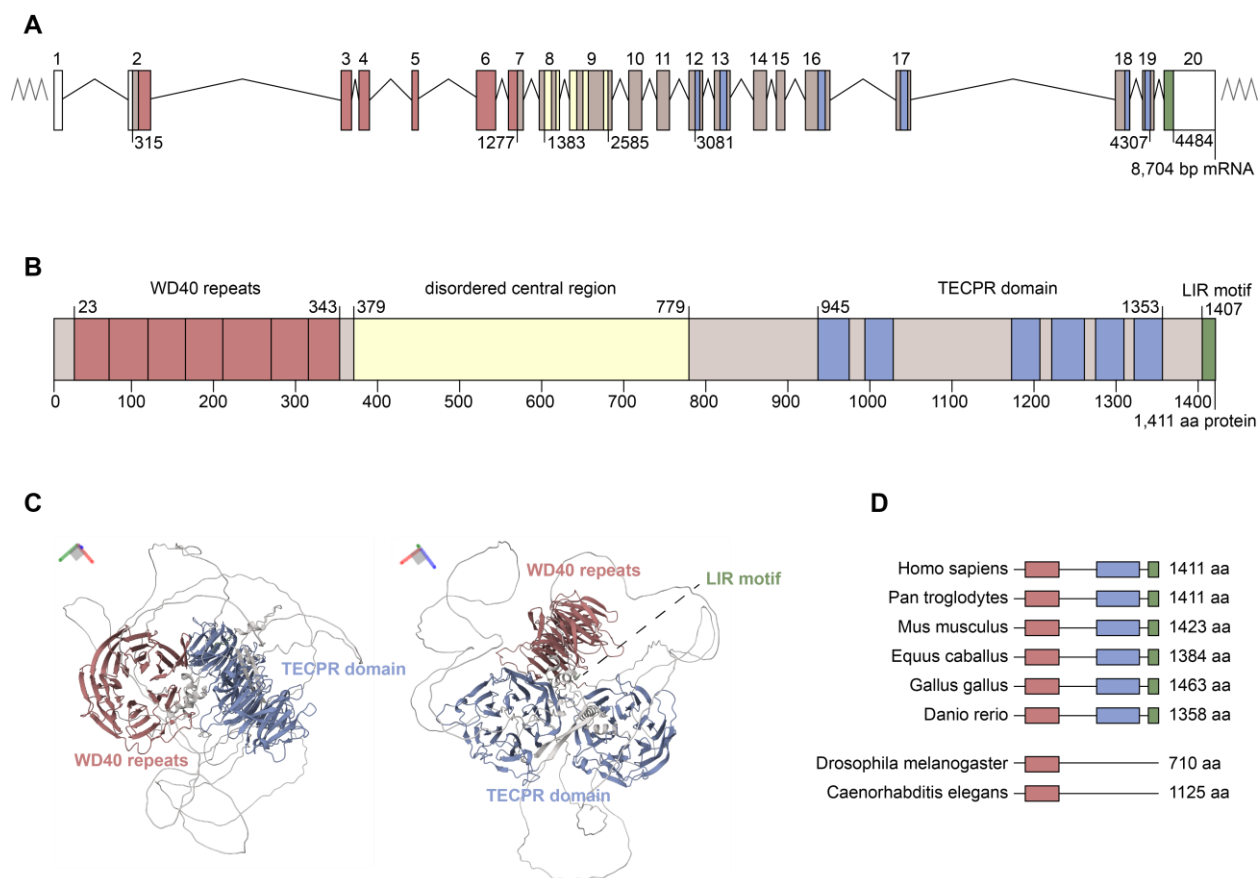 A
1 2 3 4 5 6 7 8 9 10 11 12 13 14 15 16 17 18 19 20
315 1277 1383 2585 3081 4307 4484
8,704 bp mRNA
B
WD40 repeats disordered central region TECPR domain LIR motif
23 343 379 779 945 1353 1407
0 100 200 300 400 500 600 700 800 900 1000 1100 1200 1300 1400
1,411 aa protein
C
WD40 repeats
TECPR domain
WD40 repeats
LIR motif
TECPR domain
D
Homo sapiens 1411 aa
Pan troglodytes 1411 aa
Mus musculus 1423 aa
Equus caballus 1384 aa
Gallus gallus 1463 aa
Danio rerio 1358 aa
Drosophila melanogaster 710 aa
Caenorhabditis elegans 1125 aa